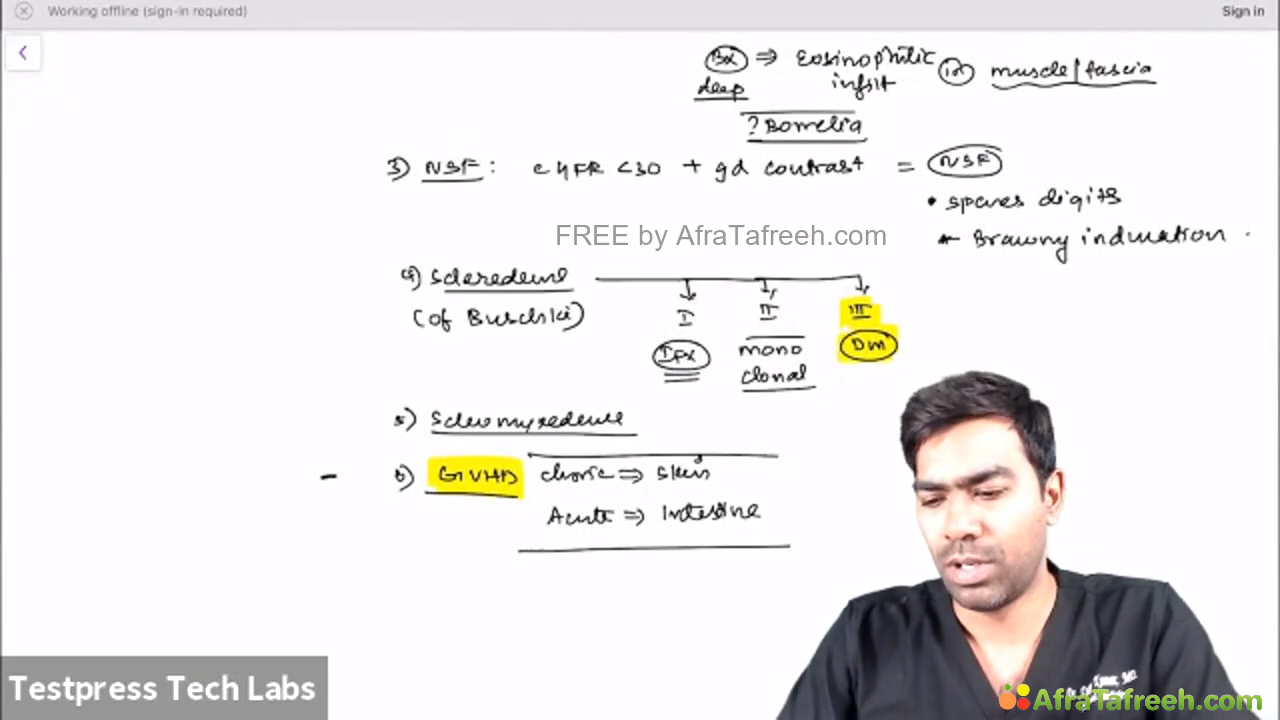 Working offline (sign-in required)
Sign in
Bx ⇒ Eosinophilic infilt (in) muscle/fascia
deep
? Borrelia
3) NSF : eGFR <30 + gd contrast = NSF
• spares digits
FREE by AfraTafreeh.com
* Brawny induration
4) Scleredema
(of Buschke)
I II III
Ifx mono clonal DM
5) Scleromyxedema
6) GVHD chronic ⇒ skin
Acute ⇒ Intestine
Testpress Tech Labs
AfraTafreeh.com